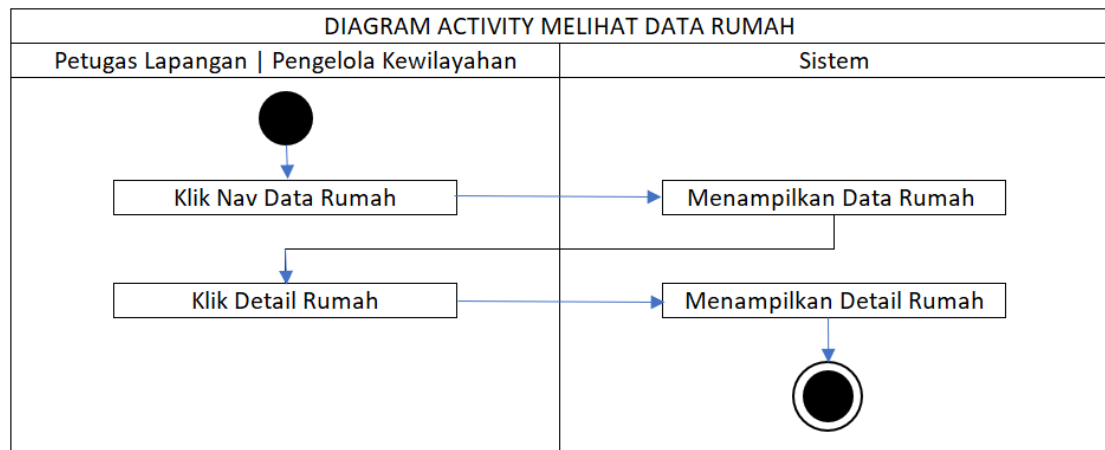 DIAGRAM ACTIVITY MELIHAT DATA RUMAH
Petugas Lapangan | Pengelola Kewilayahan
Sistem
Klik Nav Data Rumah
Menampilkan Data Rumah
Klik Detail Rumah
Menampilkan Detail Rumah